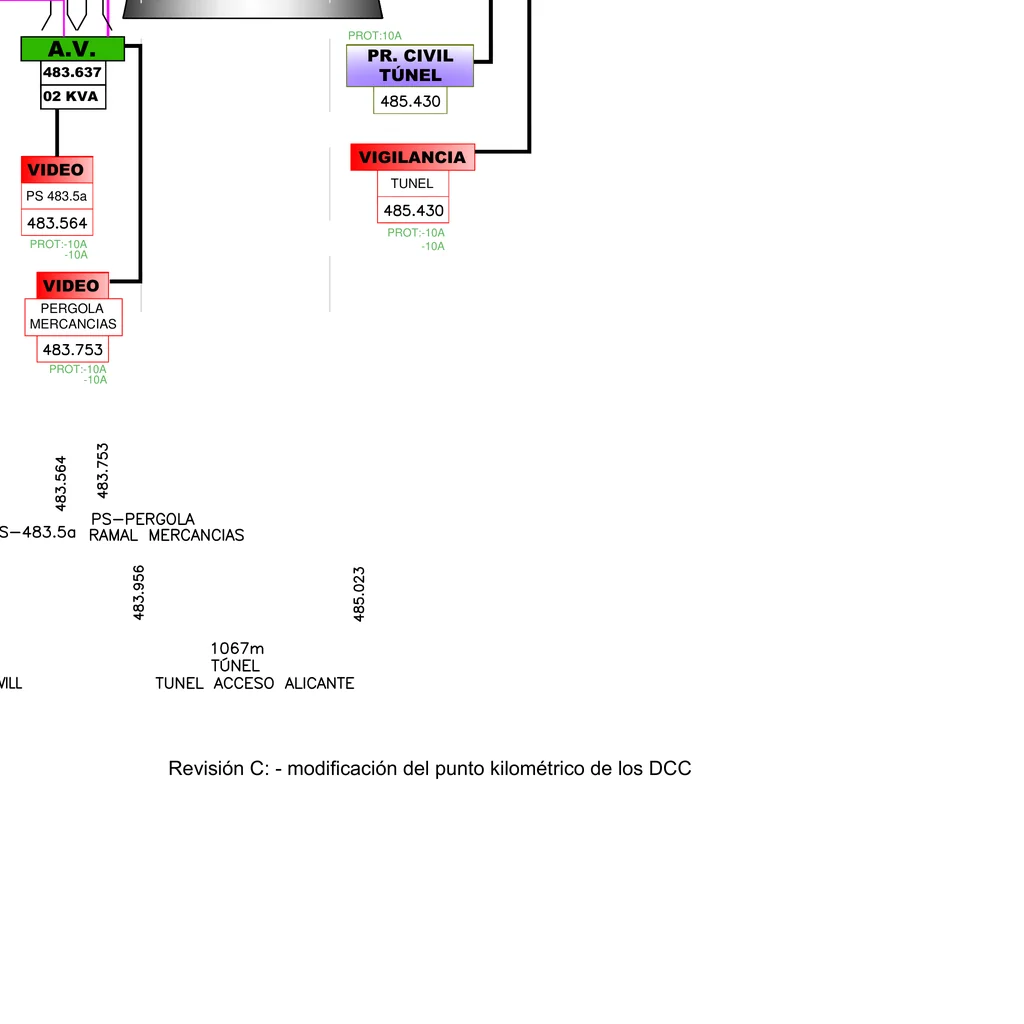 A.V.
483.637
02 KVA
VIDEO
PS 483.5a
483.564
PROT:-10A
-10A
VIDEO
PERGOLA
MERCANCIAS
483.753
PROT:-10A
-10A
PROT:10A
PR. CIVIL
TÚNEL
485.430
VIGILANCIA
TUNEL
485.430
PROT:-10A
-10A
483.564
483.753
S-483.5a
PS-PERGOLA
RAMAL MERCANCIAS
483.956
485.023
1067m
TÚNEL
TUNEL ACCESO ALICANTE
Revisión C: - modificación del punto kilométrico de los DCC